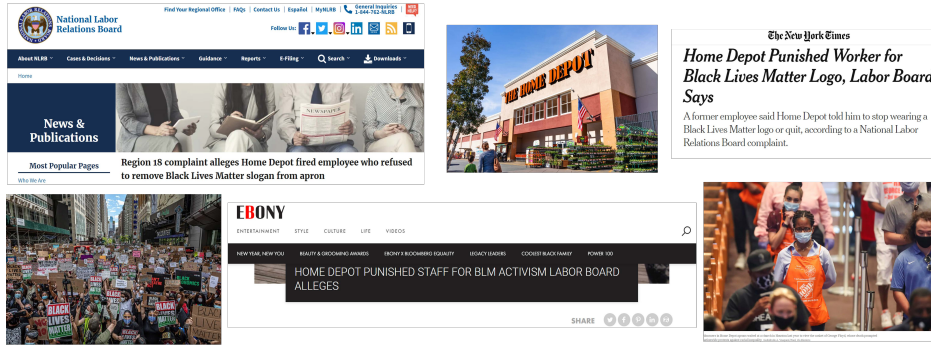 Find Your Regional Office | FAQs | Contact Us | Español | MyNLRB | General Inquiries
1-844-762-NLRB
National Labor
Relations Board
Follow Us:
About NLRB Cases & Decisions News & Publications Guidance Reports E-Filing Search Downloads
Home
NEWSPAPER
News &
Publications
Most Popular Pages
Who We Are
Region 18 complaint alleges Home Depot fired employee who refused
to remove Black Lives Matter slogan from apron
THE HOME DEPOT
The New York Times
Home Depot Punished Worker for
Black Lives Matter Logo, Labor Board
Says
A former employee said Home Depot told him to stop wearing a
Black Lives Matter logo or quit, according to a National Labor
Relations Board complaint.
BLACK
LIVES
MATTER
BLACK
LIVES
MATTER
EBONY
ENTERTAINMENT STYLE CULTURE LIFE VIDEOS
NEW YEAR, NEW YOU BEAUTY & GROOMING AWARDS EBONY X BLOOMBERG EQUALITY LEGACY LEADERS COOLEST BLACK FAMILY POWER 100
HOME DEPOT PUNISHED STAFF FOR BLM ACTIVISM LABOR BOARD
ALLEGES
SHARE